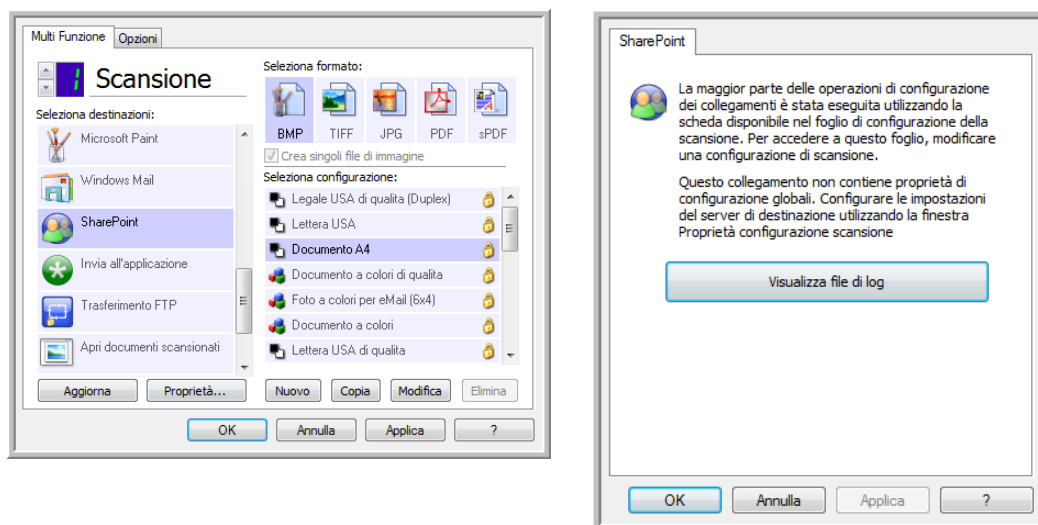 Multi Funzione
Opzioni
1
Scansione
Seleziona destinazioni:
Microsoft Paint
Windows Mail
SharePoint
Invia all'applicazione
Trasferimento FTP
Apri documenti scansionati
Aggiorna
Proprietà...
Seleziona formato:
BMP
TIFF
JPG
PDF
sPDF
Crea singoli file di immagine
Seleziona configurazione:
Legale USA di qualita (Duplex)
Lettera USA
Documento A4
Documento a colori di qualita
Foto a colori per eMail (6x4)
Documento a colori
Lettera USA di qualita
Nuovo
Copia
Modifica
Elimina
OK
Annulla
Applica
?
SharePoint
La maggior parte delle operazioni di configurazione
dei collegamenti è stata eseguita utilizzando la
scheda disponibile nel foglio di configurazione della
scansione. Per accedere a questo foglio, modificare
una configurazione di scansione.
Questo collegamento non contiene proprietà di
configurazione globali. Configurare le impostazioni
del server di destinazione utilizzando la finestra
Proprietà configurazione scansione
Visualizza file di log
OK
Annulla
Applica
?